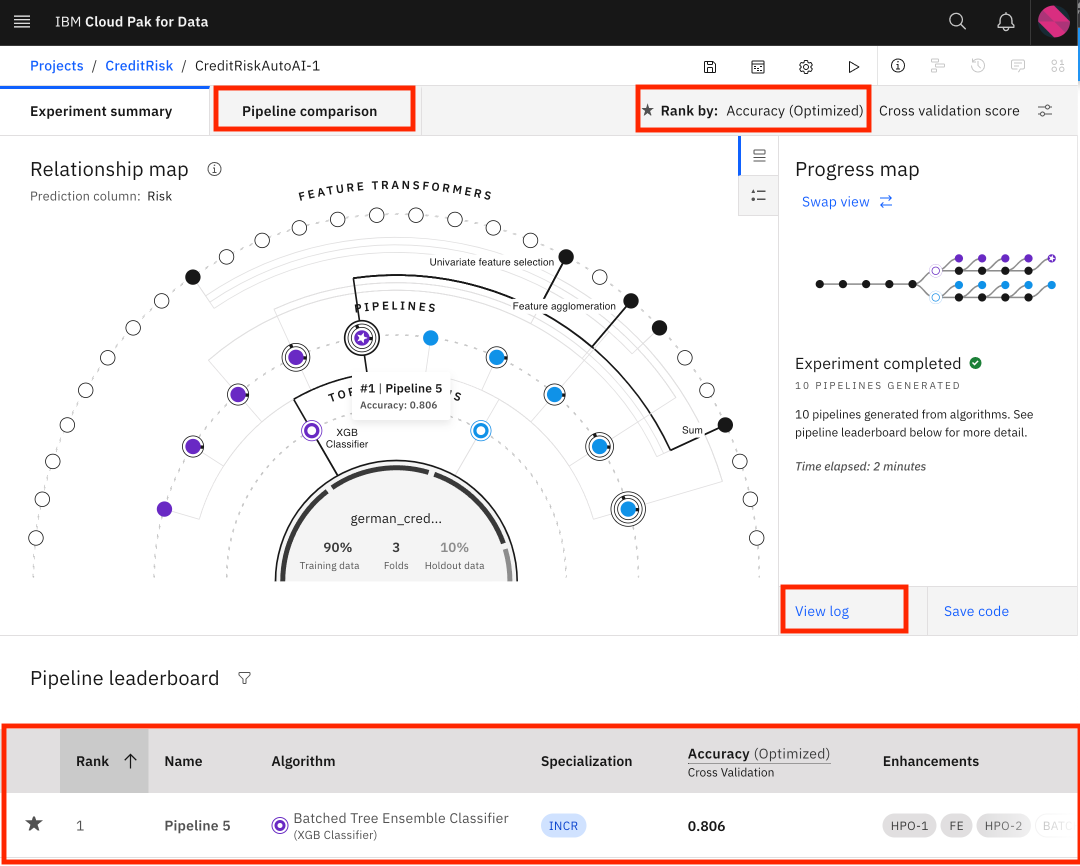 IBM Cloud Pak for Data
Projects / CreditRisk / CreditRiskAutoAI-1
Experiment summary
Pipeline comparison
★ Rank by: Accuracy (Optimized)
Cross validation score
Relationship map
Prediction column: Risk
FEATURE TRANSFORMERS
Univariate feature selection
Feature agglomeration
PIPELINES
#1 | Pipeline 5
Accuracy: 0.806
XGB
Classifier
Sum
german_cred...
90% 3 10%
Training data Folds Holdout data
Progress map
Swap view
Experiment completed
10 PIPELINES GENERATED
10 pipelines generated from algorithms. See
pipeline leaderboard below for more detail.
Time elapsed: 2 minutes
View log
Save code
Pipeline leaderboard
Rank Name Algorithm Specialization Accuracy (Optimized) Enhancements
Cross Validation
1 Pipeline 5 Batched Tree Ensemble Classifier INCR 0.806 HPO-1 FE HPO-2 BATC
(XGB Classifier)